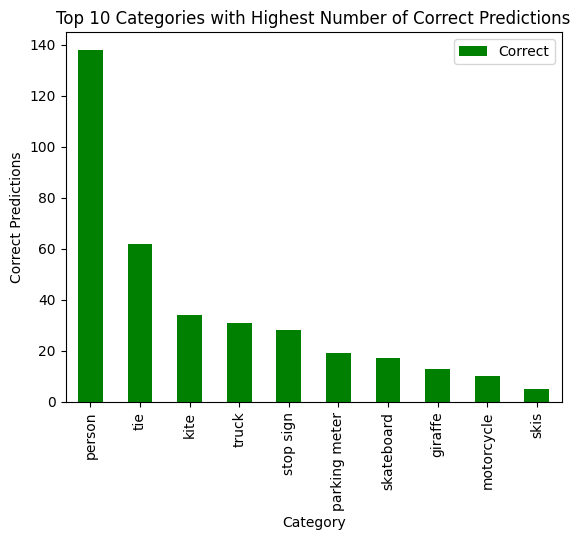 Top 10 Categories with Highest Number of Correct Predictions
Correct
140
120
100
80
60
40
20
0
Correct Predictions
person
tie
kite
truck
stop sign
parking meter
skateboard
giraffe
motorcycle
skis
Category